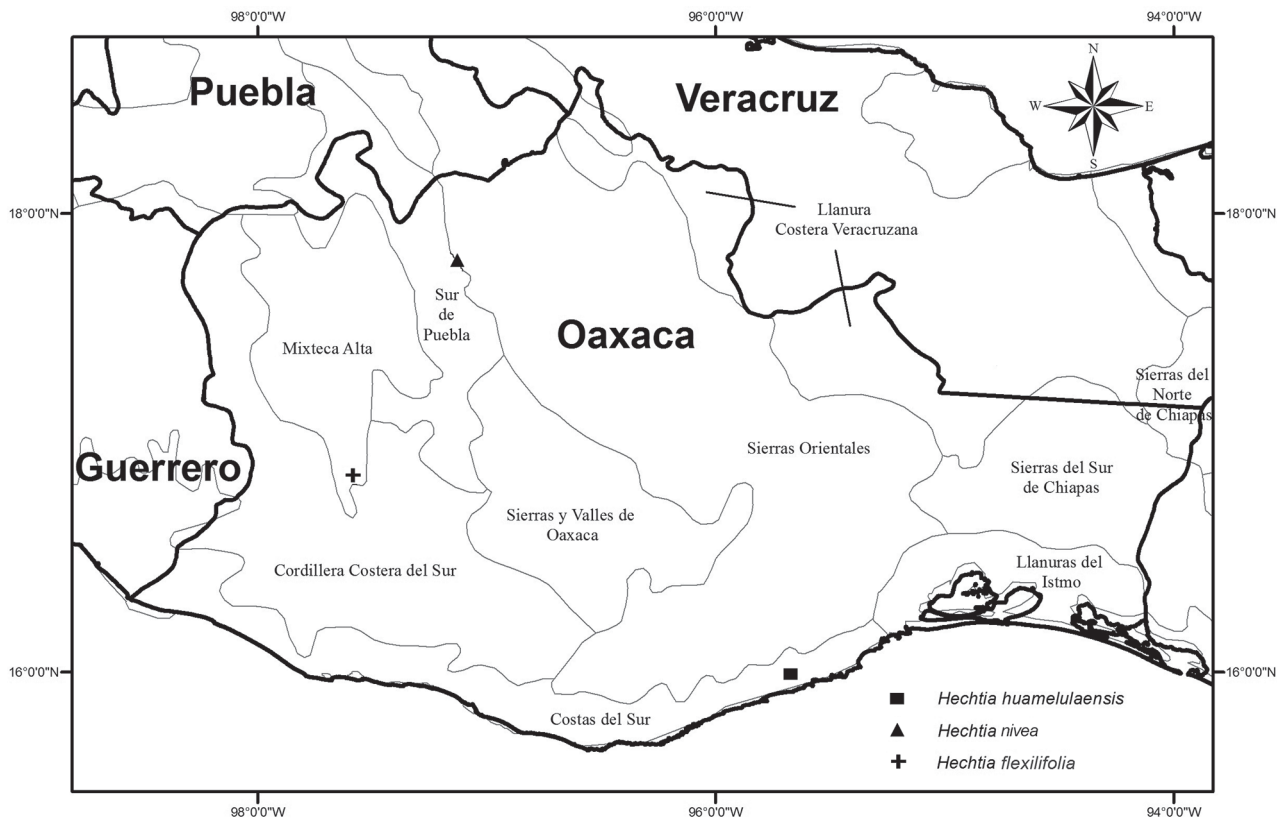 98°0'0"W
96°0'0"W
94°0'0"W
Puebla
Veracruz
N
W
E
S
18°0'0"N
18°0'0"N
Llanura
Costera Veracruzana
Sur
de
Puebla
Oaxaca
Mixteca Alta
Sierras del
Norte
de Chiapas
Guerrero
Sierras Orientales
Sierras del Sur
de Chiapas
Sierras y Valles de
Oaxaca
Cordillera Costera del Sur
Llanuras del
Istmo
16°0'0"N
16°0'0"N
Costas del Sur
Hechtia huamelulaensis
Hechtia nivea
Hechtia flexilifolia
98°0'0"W
96°0'0"W
94°0'0"W